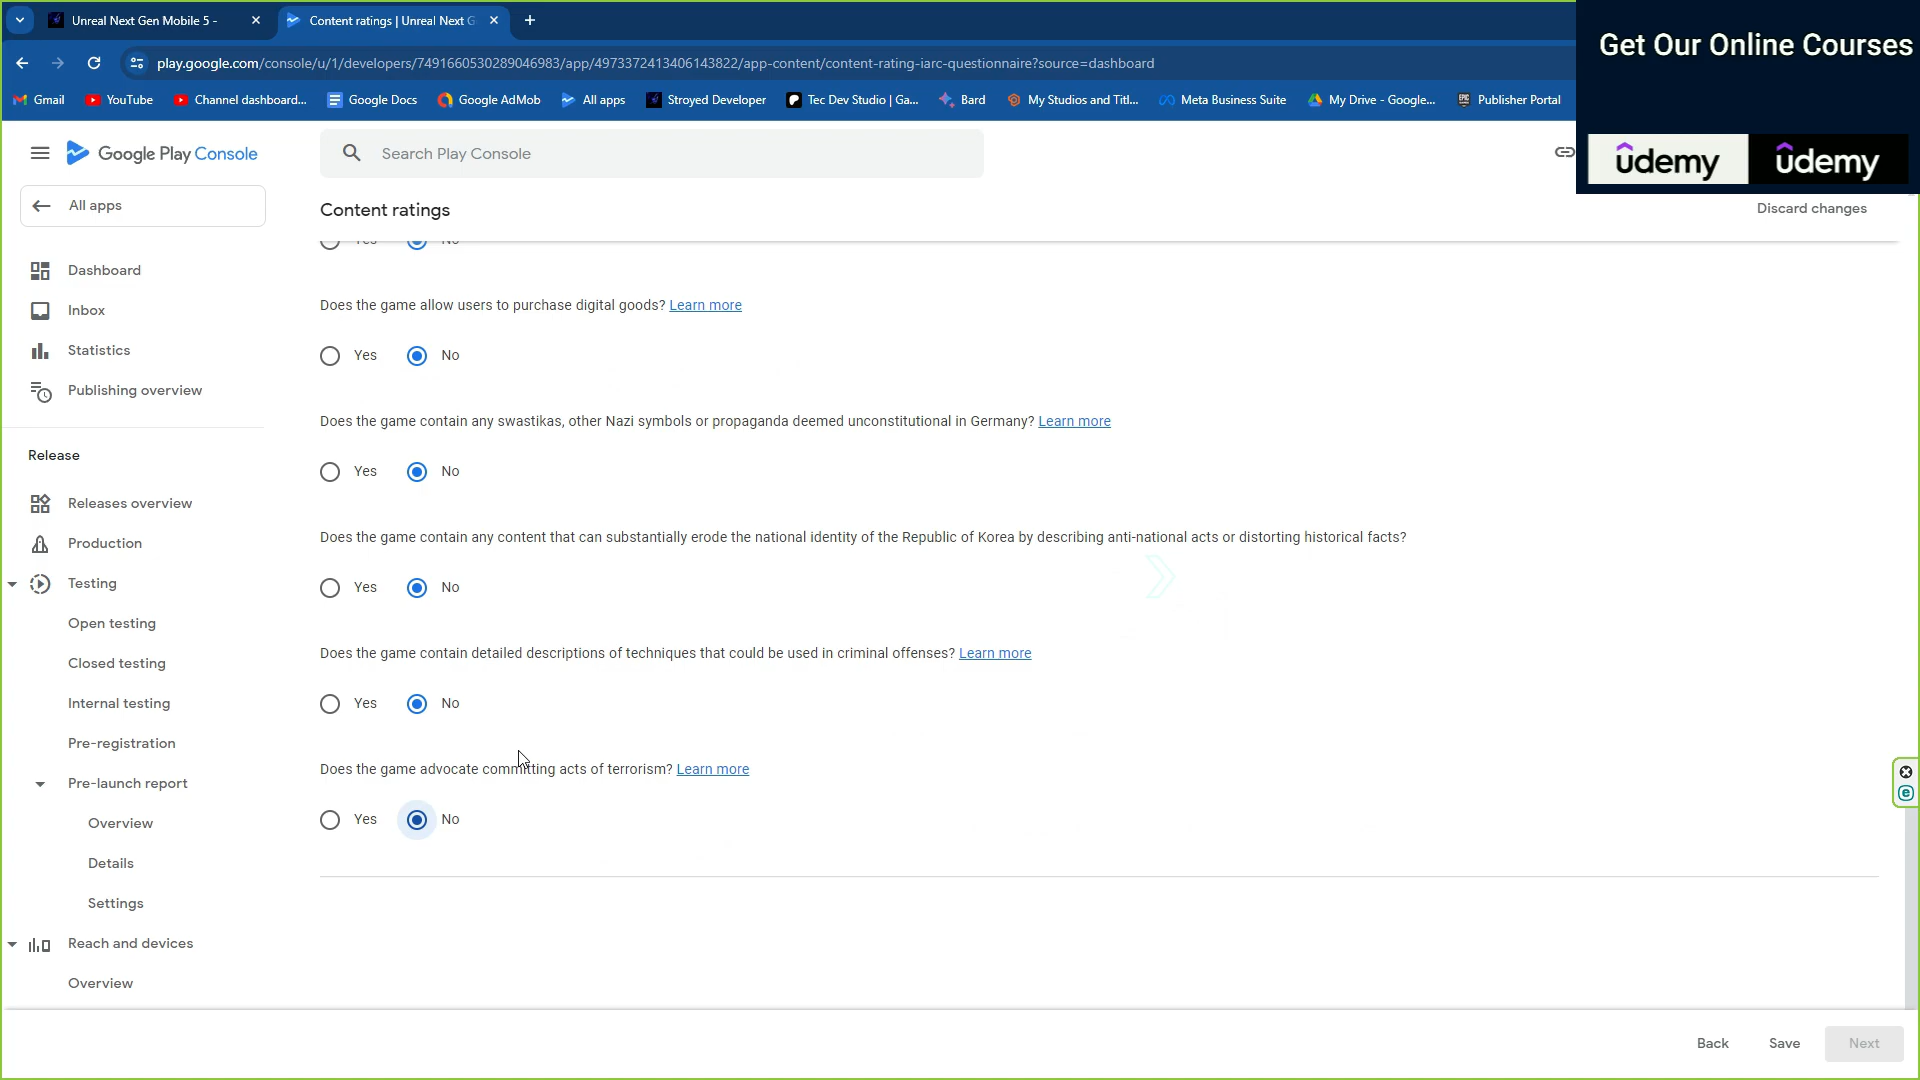 Unreal Next Gen Mobile 5 -
Content ratings | Unreal Next G
Get Our Online Courses
play.google.com/console/u/1/developers/7491660530289046983/app/4973372413406143822/app-content/content-rating-iarc-questionnaire?source=dashboard
Gmail
YouTube
Channel dashboard...
Google Docs
Google AdMob
All apps
Stroyed Developer
Tec Dev Studio | Ga...
Bard
My Studios and Titl...
Meta Business Suite
My Drive - Google...
Publisher Portal
Google Play Console
Search Play Console
udemy
udemy
All apps
Content ratings
Discard changes
Yes No
Dashboard
Inbox
Statistics
Publishing overview
Release
Releases overview
Production
Testing
Open testing
Closed testing
Internal testing
Pre-registration
Pre-launch report
Overview
Details
Settings
Reach and devices
Overview
Does the game allow users to purchase digital goods? Learn more
Yes No
Does the game contain any swastikas, other Nazi symbols or propaganda deemed unconstitutional in Germany? Learn more
Yes No
Does the game contain any content that can substantially erode the national identity of the Republic of Korea by describing anti-national acts or distorting historical facts?
Yes No
Does the game contain detailed descriptions of techniques that could be used in criminal offenses? Learn more
Yes No
Does the game advocate committing acts of terrorism? Learn more
Yes No
Back
Save
Next